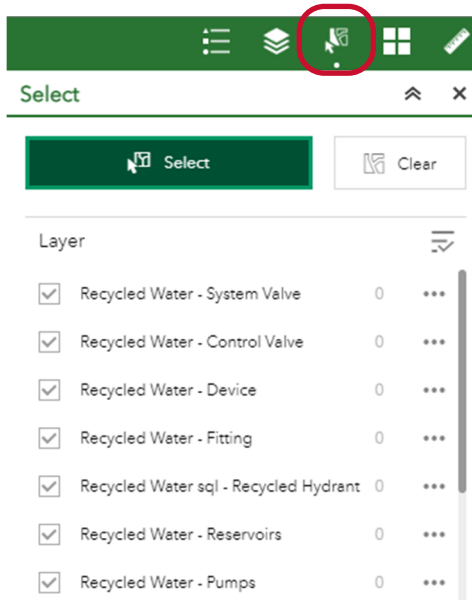 Select
Select Clear
Layer
Recycled Water - System Valve 0
Recycled Water - Control Valve 0
Recycled Water - Device 0
Recycled Water - Fitting 0
Recycled Water sql - Recycled Hydrant 0
Recycled Water - Reservoirs 0
Recycled Water - Pumps 0